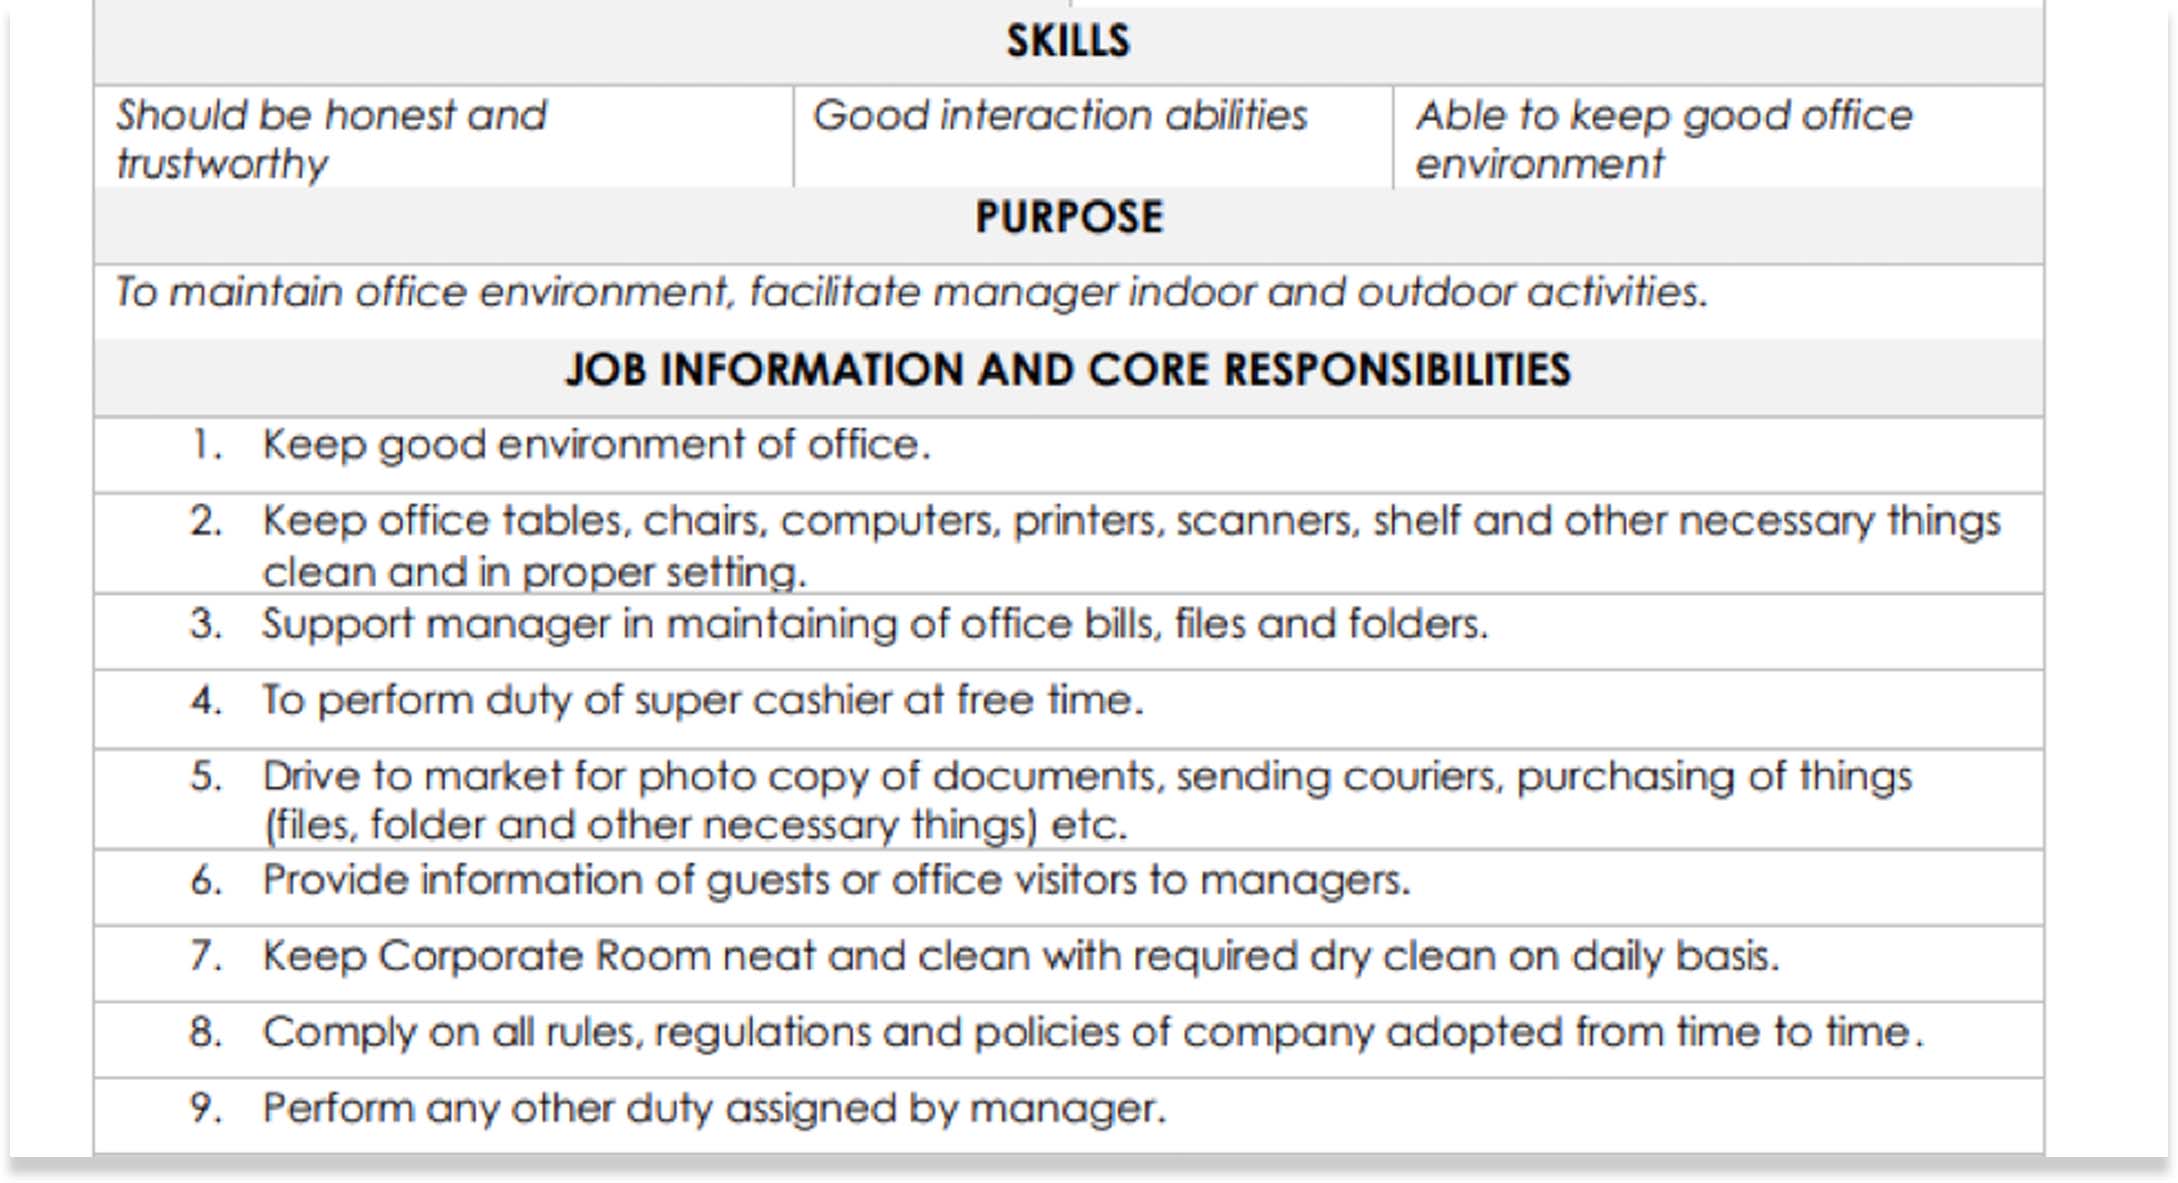 SKILLS
Should be honest and
trustworthy
Good interaction abilities
Able to keep good office
environment
PURPOSE
To maintain office environment, facilitate manager indoor and outdoor activities.
JOB INFORMATION AND CORE RESPONSIBILITIES
1. Keep good environment of office.
2. Keep office tables, chairs, computers, printers, scanners, shelf and other necessary things
clean and in proper setting.
3. Support manager in maintaining of office bills, files and folders.
4. To perform duty of super cashier at free time.
5. Drive to market for photo copy of documents, sending couriers, purchasing of things
(files, folder and other necessary things) etc.
6. Provide information of guests or office visitors to managers.
7. Keep Corporate Room neat and clean with required dry clean on daily basis.
8. Comply on all rules, regulations and policies of company adopted from time to time.
9. Perform any other duty assigned by manager.